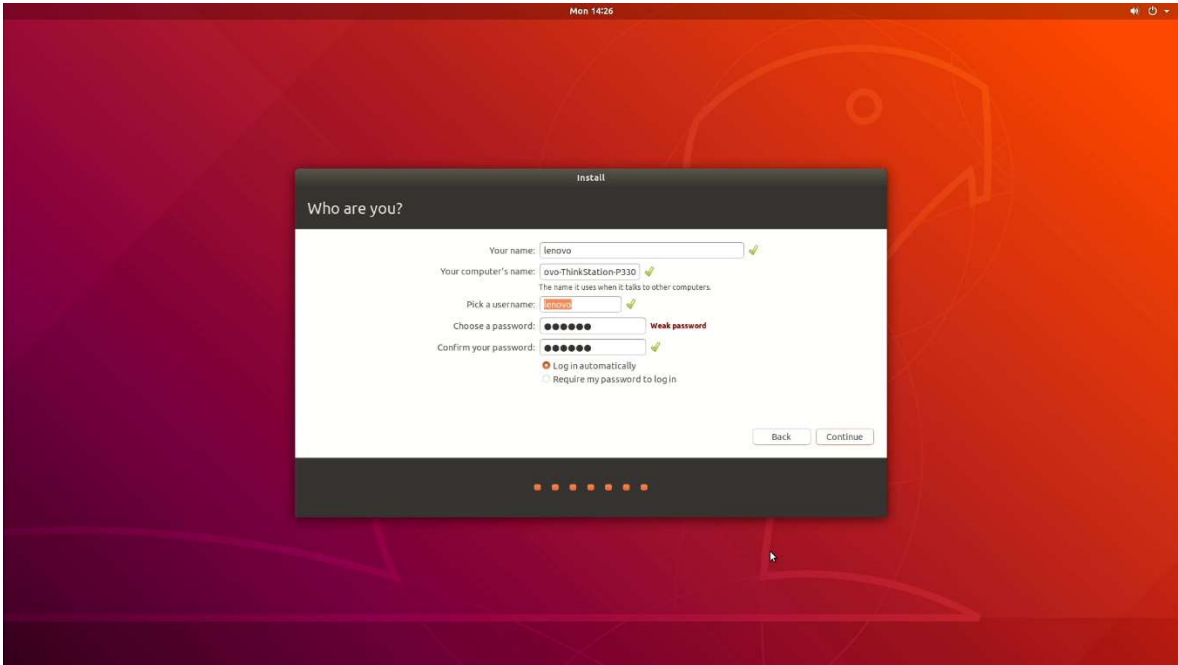 Mon 14:26
Install
Who are you?
Your name: lenovo
Your computer's name: ovo-ThinkStation-P330
The name it uses when it talks to other computers.
Pick a username: lenovo
Choose a password: ●●●●●● Weak password
Confirm your password: ●●●●●●
Log in automatically
Require my password to log in
Back Continue